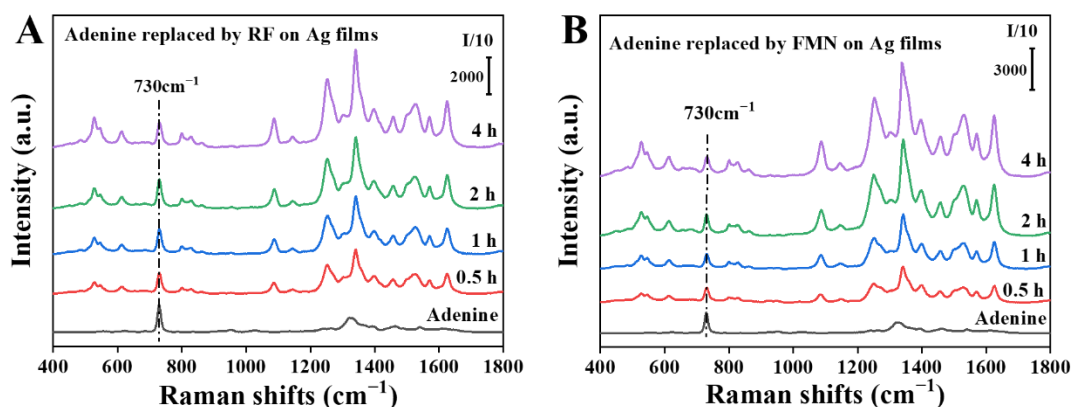 A
Adenine replaced by RF on Ag films
I/10
2000
730cm⁻¹
4 h
2 h
1 h
0.5 h
Adenine
Intensity (a.u.)
400 600 800 1000 1200 1400 1600 1800
Raman shifts (cm⁻¹)
B
Adenine replaced by FMN on Ag films
I/10
3000
730cm⁻¹
4 h
2 h
1 h
0.5 h
Adenine
Intensity (a.u.)
400 600 800 1000 1200 1400 1600 1800
Raman shifts (cm⁻¹)